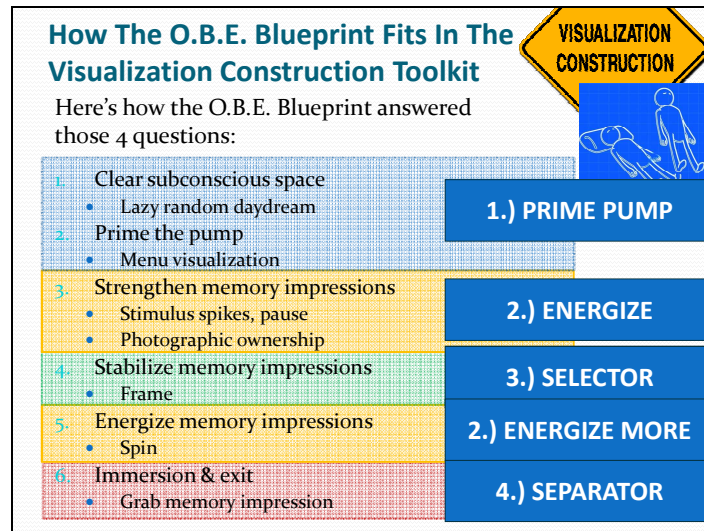 How The O.B.E. Blueprint Fits In The
Visualization Construction Toolkit
VISUALIZATION
CONSTRUCTION
Here's how the O.B.E. Blueprint answered
those 4 questions:
1. Clear subconscious space
• Lazy random daydream
2. Prime the pump
• Menu visualization
1.) PRIME PUMP
3. Strengthen memory impressions
• Stimulus spikes, pause
• Photographic ownership
2.) ENERGIZE
4. Stabilize memory impressions
• Frame
3.) SELECTOR
5. Energize memory impressions
• Spin
2.) ENERGIZE MORE
6. Immersion & exit
• Grab memory impression
4.) SEPARATOR